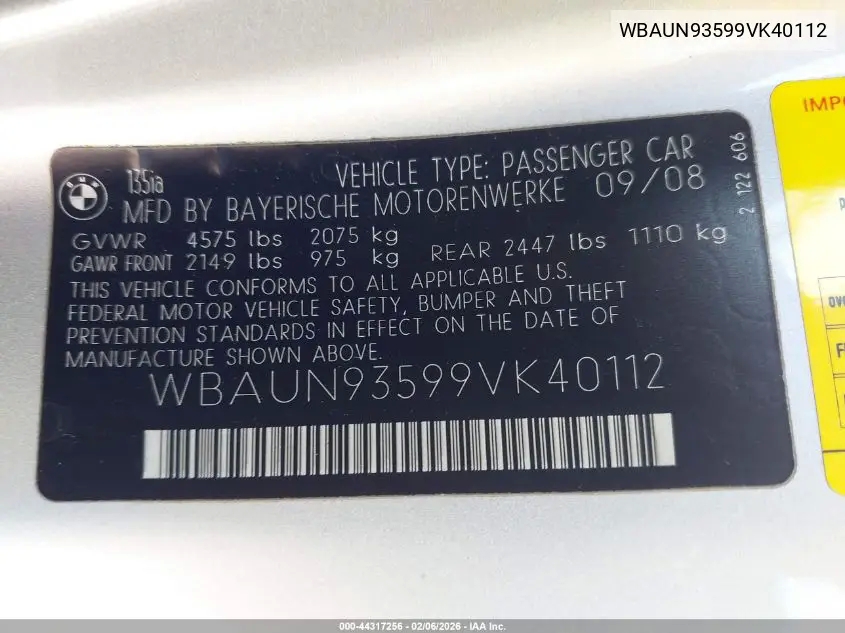 WBAUN93599VK40112
IMPO
BMW
135ia
VEHICLE TYPE: PASSENGER CAR
MFD BY BAYERISCHE MOTORENWERKE 09/08
2 122 606
GVWR 4575 lbs 2075 kg
GAWR FRONT 2149 lbs 975 kg REAR 2447 lbs 1110 kg
THIS VEHICLE CONFORMS TO ALL APPLICABLE U.S.
FEDERAL MOTOR VEHICLE SAFETY, BUMPER AND THEFT
PREVENTION STANDARDS IN EFFECT ON THE DATE OF
MANUFACTURE SHOWN ABOVE.
WBAUN93599VK40112
000-44317256 - 02/06/2026 - IAA Inc.